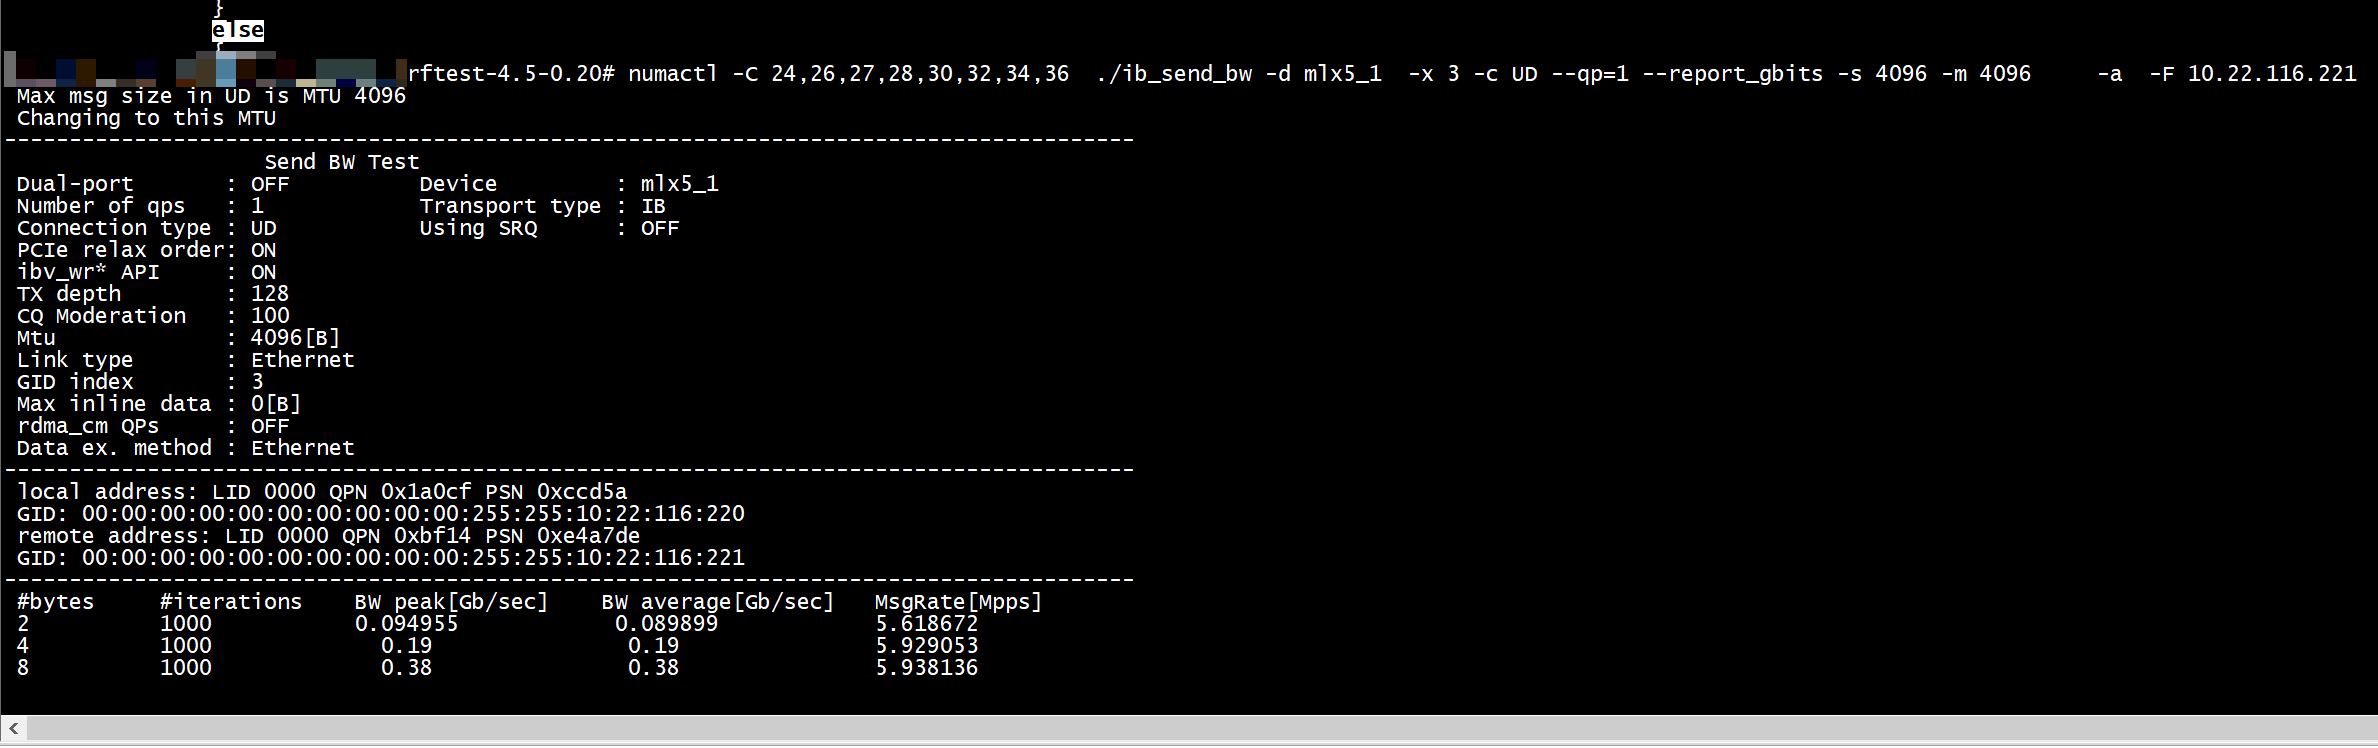 }
else
{
rftest-4.5-0.20# numactl -C 24,26,27,28,30,32,34,36  ./ib_send_bw -d mlx5_1  -x 3 -c UD --qp=1 --report_gbits -s 4096 -m 4096     -a  -F 10.22.116.221
Max msg size in UD is MTU 4096
Changing to this MTU
---------------------------------------------------------------------------------------
                   Send BW Test
Dual-port       : OFF          Device         : mlx5_1
Number of qps   : 1            Transport type : IB
Connection type : UD           Using SRQ      : OFF
PCIe relax order: ON
ibv_wr* API     : ON
TX depth        : 128
CQ Moderation   : 100
Mtu             : 4096[B]
Link type       : Ethernet
GID index       : 3
Max inline data : 0[B]
rdma_cm QPs     : OFF
Data ex. method : Ethernet
---------------------------------------------------------------------------------------
local address: LID 0000 QPN 0x1a0cf PSN 0xccd5a
GID: 00:00:00:00:00:00:00:00:00:00:255:255:10:22:116:220
remote address: LID 0000 QPN 0xbf14 PSN 0xe4a7de
GID: 00:00:00:00:00:00:00:00:00:00:255:255:10:22:116:221
---------------------------------------------------------------------------------------
#bytes     #iterations    BW peak[Gb/sec]    BW average[Gb/sec]   MsgRate[Mpps]
2          1000           0.094955            0.089899            5.618672
4          1000             0.19               0.19               5.929053
8          1000             0.38               0.38               5.938136